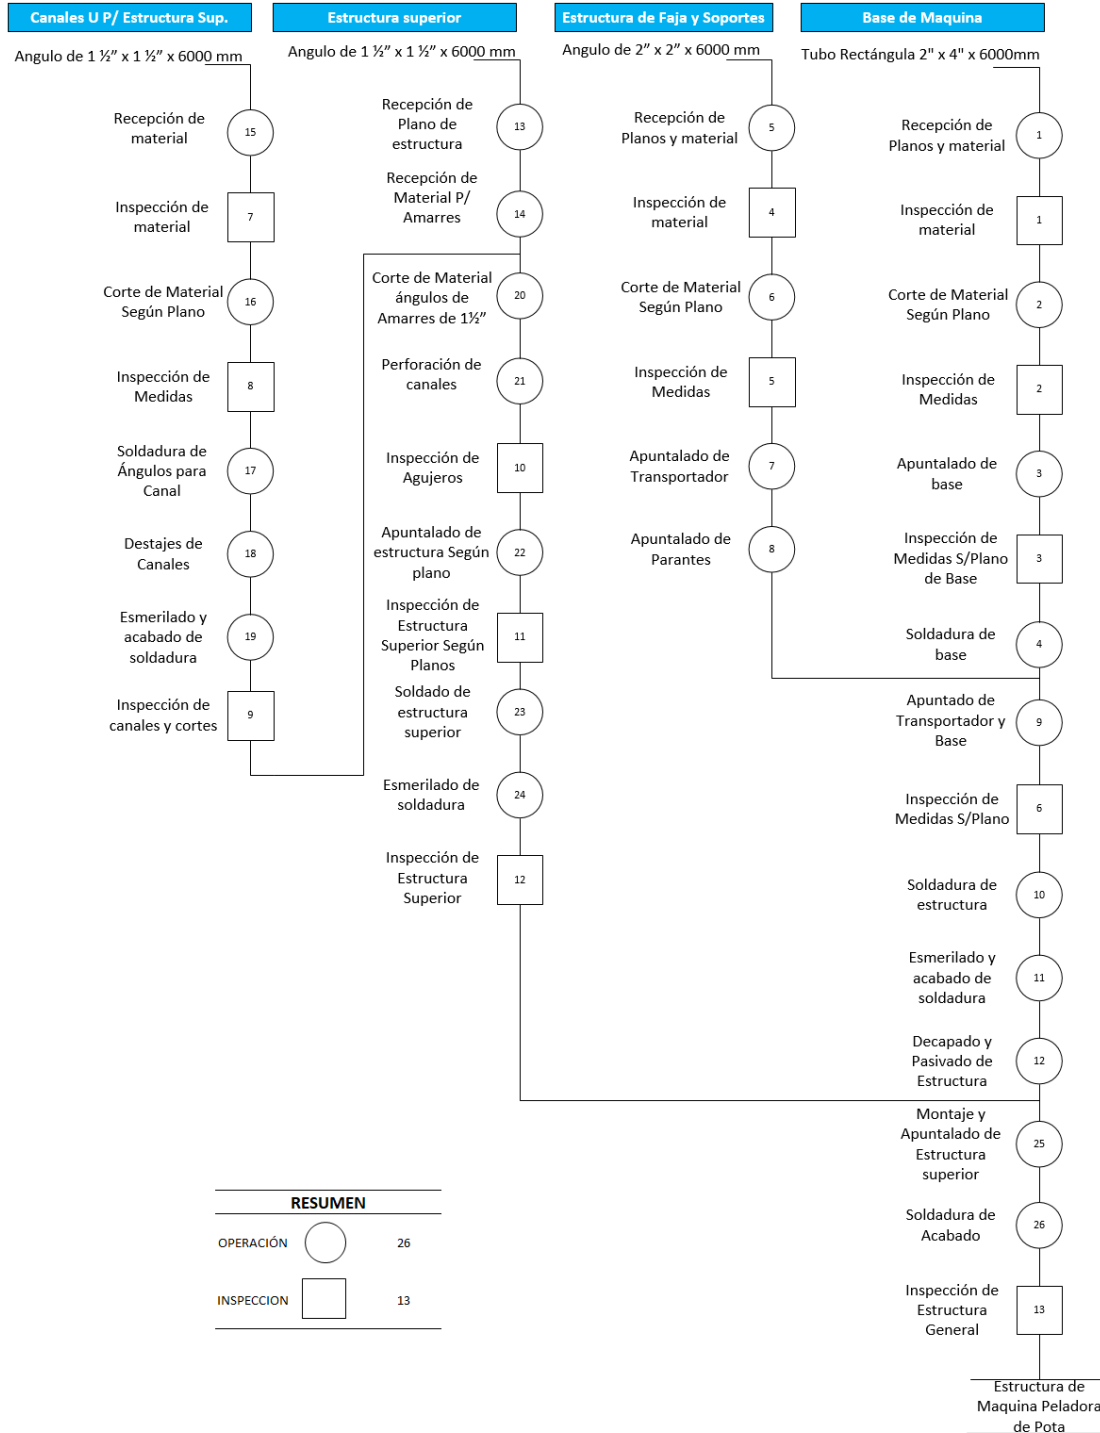 Canales U P/ Estructura Sup.
Angulo de 1 ½” x 1 ½” x 6000 mm
Recepción de
material
15
Inspección de
material
7
Corte de Material
Según Plano
16
Inspección de
Medidas
8
Soldadura de
Ángulos para
Canal
17
Destajes de
Canales
18
Esmerilado y
acabado de
soldadura
19
Inspección de
canales y cortes
9
Estructura superior
Angulo de 1 ½” x 1 ½” x 6000 mm
Recepción de
Plano de
estructura
13
Recepción de
Material P/
Amarres
14
Corte de Material
ángulos de
Amarres de 1½”
20
Perforación de
canales
21
Inspección de
Agujeros
10
Apuntalado de
estructura Según
plano
22
Inspección de
Estructura
Superior Según
Planos
11
Soldado de
estructura
superior
23
Esmerilado de
soldadura
24
Inspección de
Estructura
Superior
12
Estructura de Faja y Soportes
Angulo de 2” x 2” x 6000 mm
Recepción de
Planos y material
5
Inspección de
material
4
Corte de Material
Según Plano
6
Inspección de
Medidas
5
Apuntalado de
Transportador
7
Apuntalado de
Parantes
8
Base de Maquina
Tubo Rectángula 2" x 4" x 6000mm
Recepción de
Planos y material
1
Inspección de
material
1
Corte de Material
Según Plano
2
Inspección de
Medidas
2
Apuntalado de
base
3
Inspección de
Medidas S/Plano
de Base
3
Soldadura de
base
4
Apuntado de
Transportador y
Base
9
Inspección de
Medidas S/Plano
6
Soldadura de
estructura
10
Esmerilado y
acabado de
soldadura
11
Decapado y
Pasivado de
Estructura
12
Montaje y
Apuntalado de
Estructura
superior
25
Soldadura de
Acabado
26
Inspección de
Estructura
General
13
Estructura de
Maquina Peladora
de Pota
RESUMEN
OPERACIÓN 26
INSPECCION 13